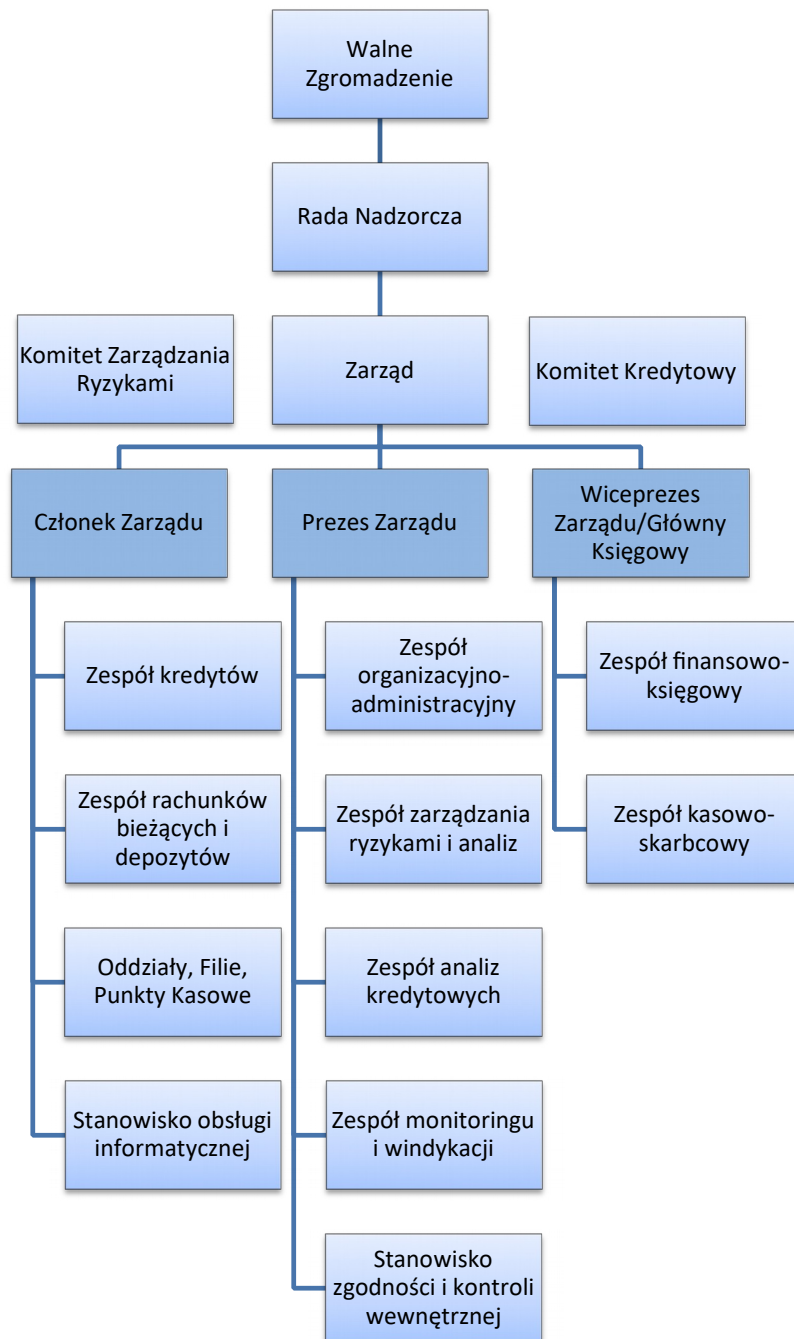 Walne
Zgromadzenie
Rada Nadzorcza
Komitet Zarządzania
Ryzykami
Zarząd
Komitet Kredytowy
Członek Zarządu
Prezes Zarządu
Wiceprezes
Zarządu/Główny
Księgowy
Zespół kredytów
Zespół
organizacyjno-
administracyjny
Zespół finansowo-
księgowy
Zespół rachunków
bieżących i
depozytów
Zespół zarządzania
ryzykami i analiz
Zespół kasowo-
skarbcowy
Oddziały, Filie,
Punkty Kasowe
Zespół analiz
kredytowych
Stanowisko obsługi
informatycznej
Zespół monitoringu
i windykacji
Stanowisko
zgodności i kontroli
wewnętrznej